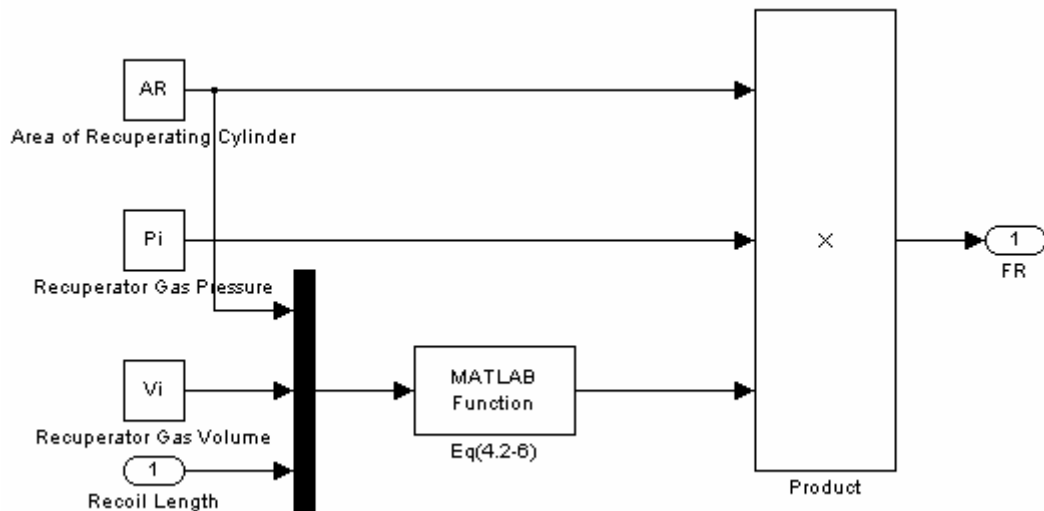 AR
Area of Recuperating Cylinder
Pi
Recuperator Gas Pressure
Vi
Recuperator Gas Volume
1
Recoil Length
MATLAB
Function
Eq(4.2-6)
×
Product
1
FR